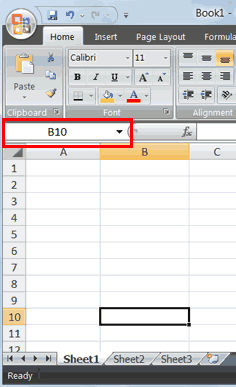 Book1 -
Home Insert Page Layout Formula
Paste
Calibri 11
B I U A A
Clipboard Font Alignment
B10 fx
A B C
1
2
3
4
5
6
7
8
9
10
11
12
Sheet1 Sheet2 Sheet3
Ready